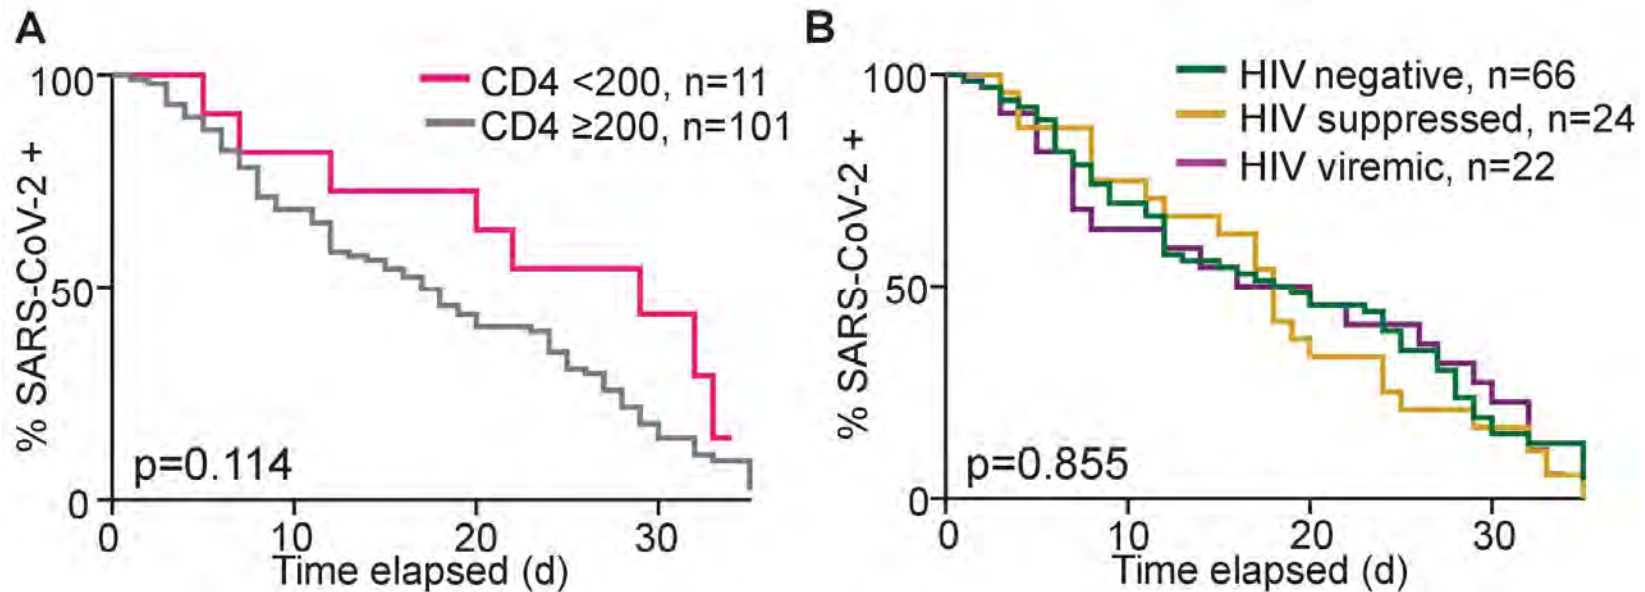 A
% SARS-CoV-2 +
100
50
0
CD4 <200, n=11
CD4 ≥200, n=101
p=0.114
0 10 20 30
Time elapsed (d)
B
% SARS-CoV-2 +
100
50
0
HIV negative, n=66
HIV suppressed, n=24
HIV viremic, n=22
p=0.855
0 10 20 30
Time elapsed (d)